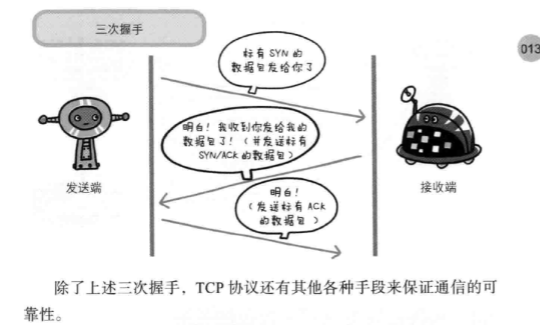 三次握手
013
标有 SYN 的
数据包发给你了
明白！我收到你发给我的
数据包了！（并发送标有
SYN/ACK 的数据包）
发送端
接收端
明白！
（发送标有 ACK
的数据包）
除了上述三次握手，TCP 协议还有其他各种手段来保证通信的可
靠性。